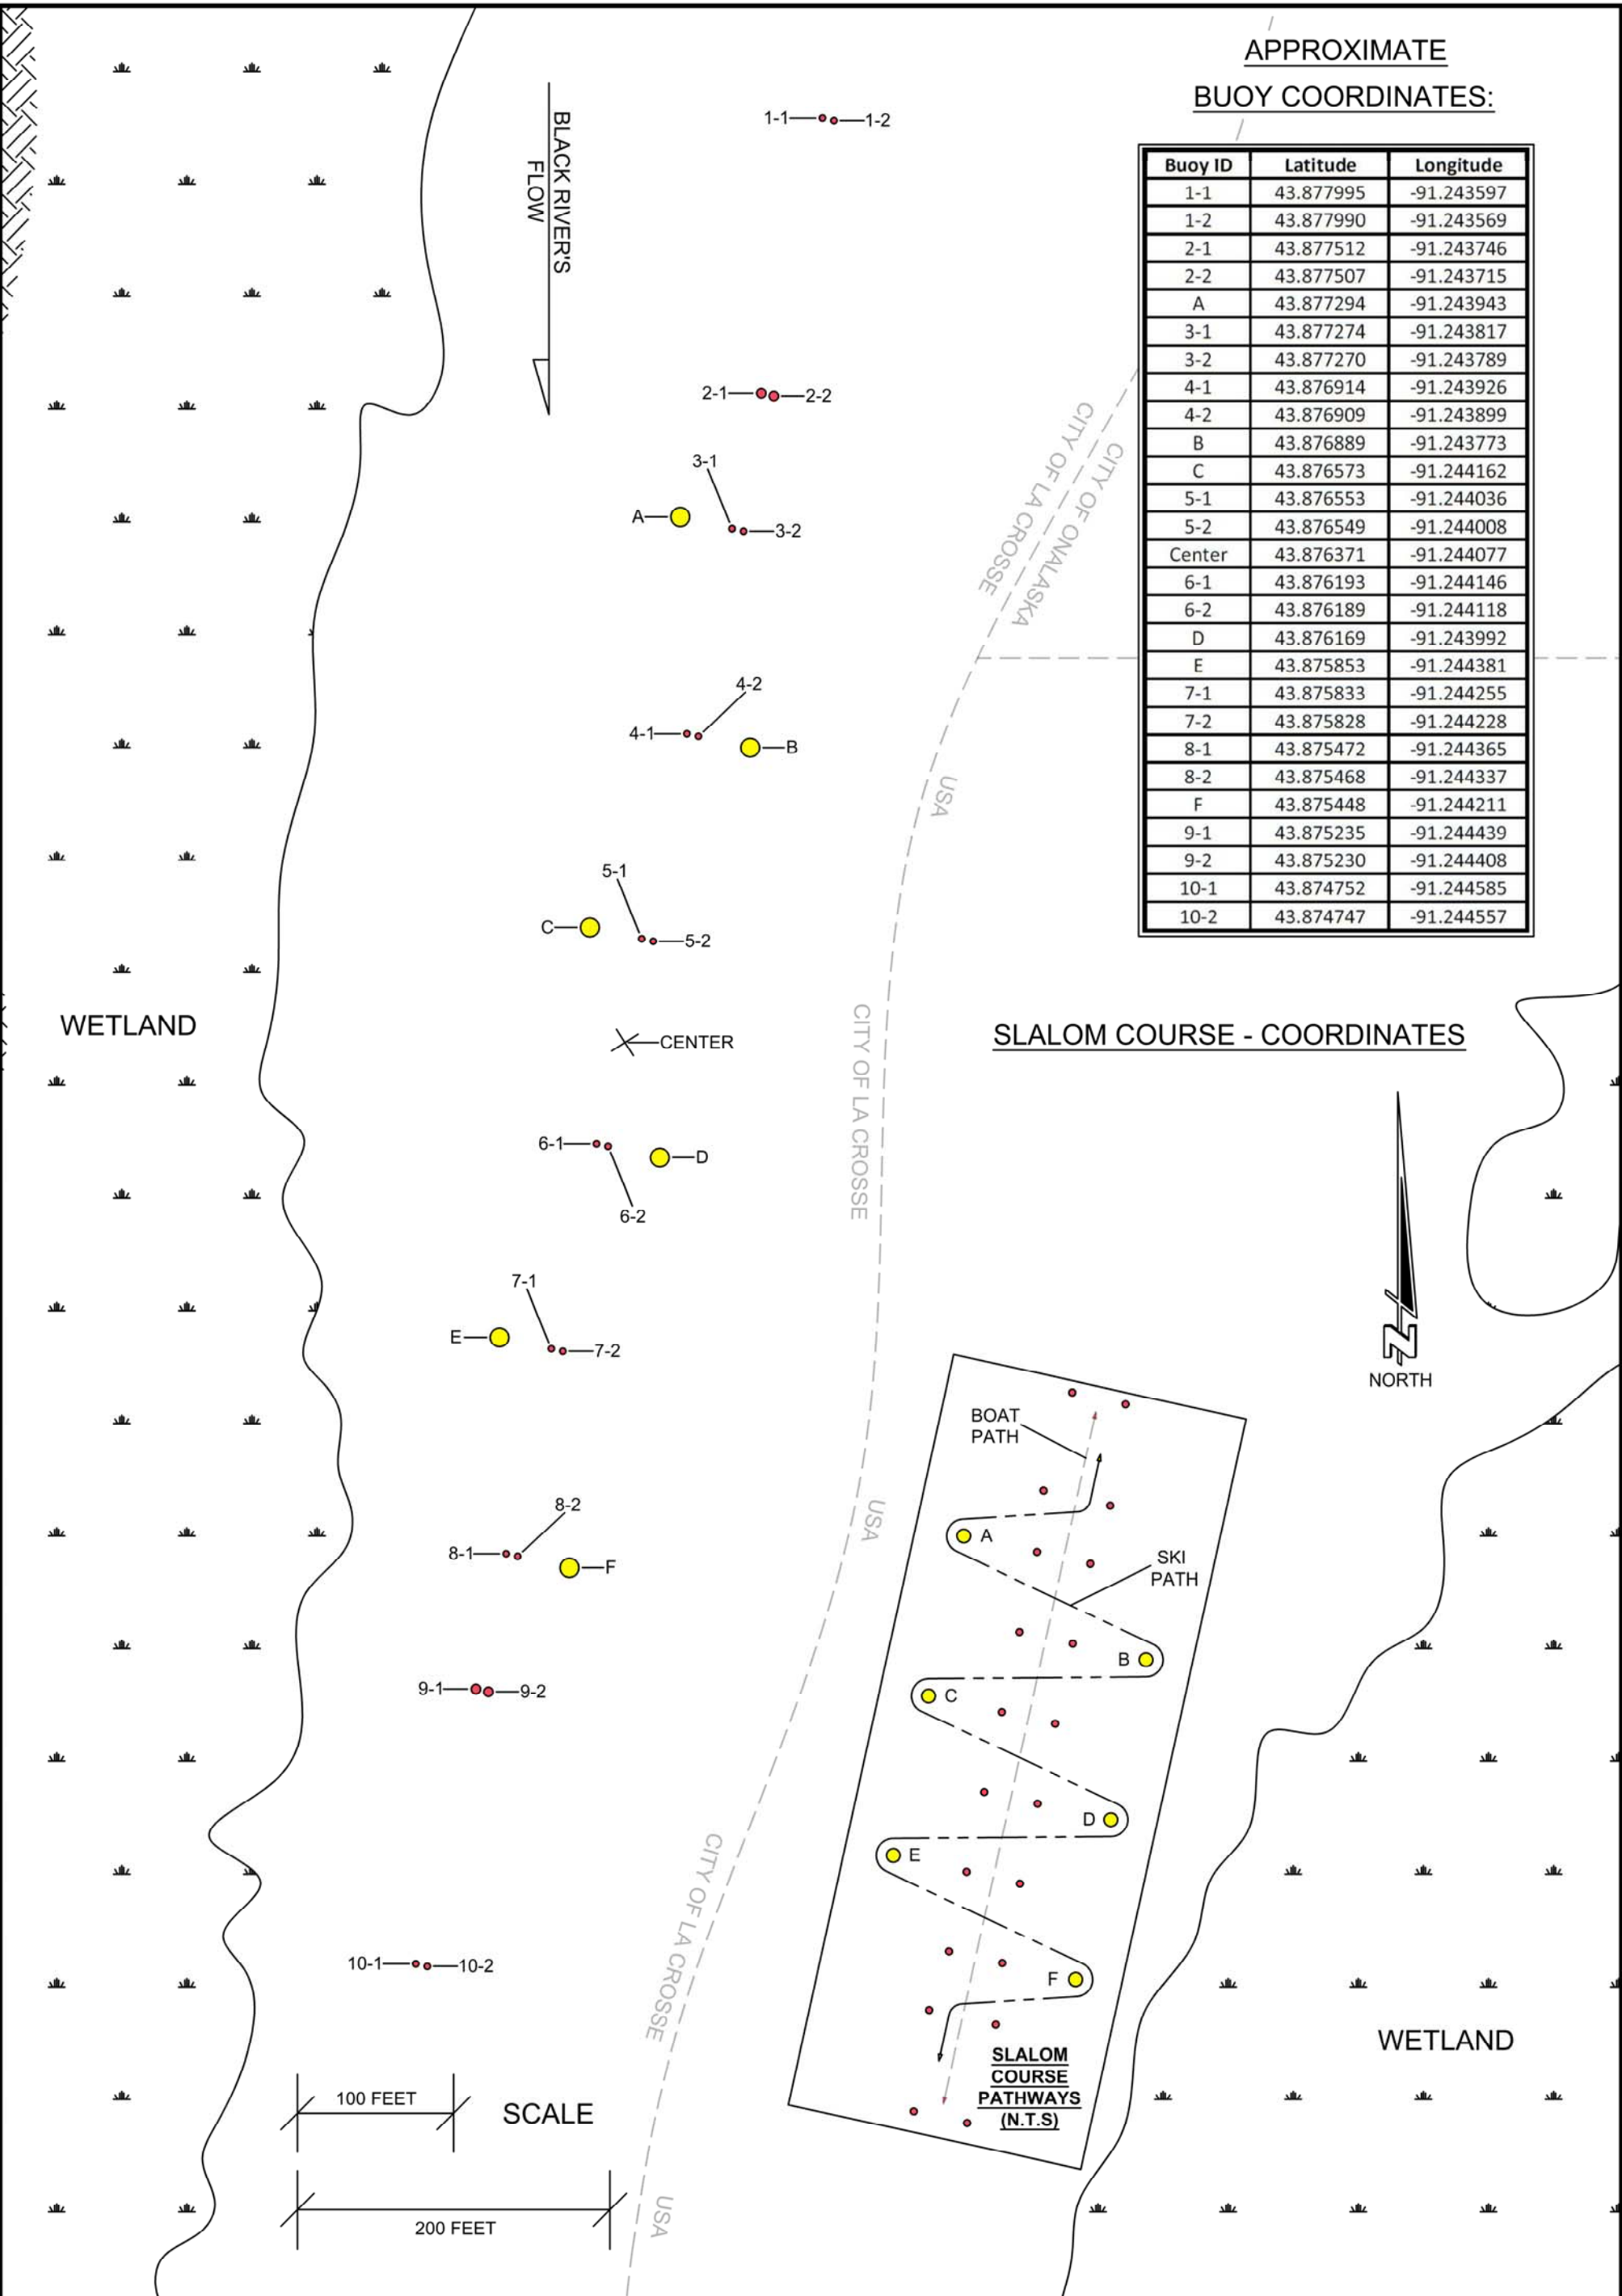 APPROXIMATE
BUOY COORDINATES:
Buoy ID Latitude Longitude
1-1 43.877995 -91.243597
1-2 43.877990 -91.243569
2-1 43.877512 -91.243746
2-2 43.877507 -91.243715
A 43.877294 -91.243943
3-1 43.877274 -91.243817
3-2 43.877270 -91.243789
4-1 43.876914 -91.243926
4-2 43.876909 -91.243899
B 43.876889 -91.243773
C 43.876573 -91.244162
5-1 43.876553 -91.244036
5-2 43.876549 -91.244008
Center 43.876371 -91.244077
6-1 43.876193 -91.244146
6-2 43.876189 -91.244118
D 43.876169 -91.243992
E 43.875853 -91.244381
7-1 43.875833 -91.244255
7-2 43.875828 -91.244228
8-1 43.875472 -91.244365
8-2 43.875468 -91.244337
F 43.875448 -91.244211
9-1 43.875235 -91.244439
9-2 43.875230 -91.244408
10-1 43.874752 -91.244585
10-2 43.874747 -91.244557
BLACK RIVER'S
FLOW
1-1 1-2
2-1 2-2
3-1
A 3-2
4-2
4-1 B
5-1
C 5-2
CENTER
6-1 D
6-2
7-1
E 7-2
8-2
8-1 F
9-1 9-2
10-1 10-2
CITY OF LA CROSSE
CITY OF ONALASKA
USA
CITY OF LA CROSSE
USA
CITY OF LA CROSSE
USA
WETLAND
SLALOM COURSE - COORDINATES
N
NORTH
BOAT
PATH
A
SKI
PATH
B
C
D
E
F
SLALOM
COURSE
PATHWAYS
(N.T.S)
WETLAND
100 FEET
SCALE
200 FEET